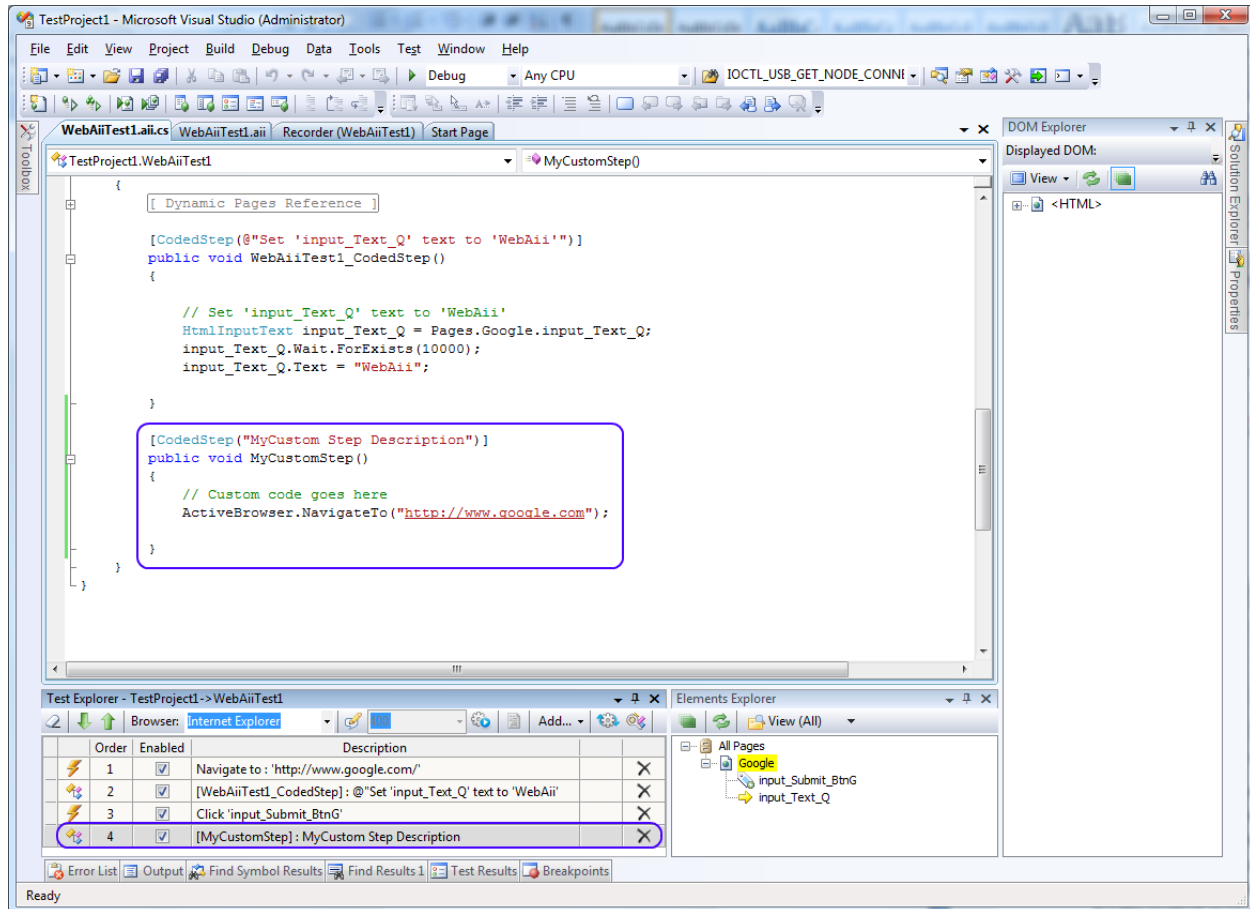 TestProject1 - Microsoft Visual Studio (Administrator)
File Edit View Project Build Debug Data Tools Test Window Help
Debug Any CPU IOCTL_USB_GET_NODE_CONNE
WebAiiTest1.aii.cs WebAiiTest1.aii Recorder (WebAiiTest1) Start Page
Toolbox
TestProject1.WebAiiTest1 MyCustomStep()
{
[ Dynamic Pages Reference ]
[CodedStep(@"Set 'input_Text_Q' text to 'WebAii'")]
public void WebAiiTest1_CodedStep()
{
// Set 'input_Text_Q' text to 'WebAii'
HtmlInputText input_Text_Q = Pages.Google.input_Text_Q;
input_Text_Q.Wait.ForExists(10000);
input_Text_Q.Text = "WebAii";
}
[CodedStep("MyCustom Step Description")]
public void MyCustomStep()
{
// Custom code goes here
ActiveBrowser.NavigateTo("http://www.google.com");
}
}
}
DOM Explorer
Displayed DOM:
View
<HTML>
Solution Explorer
Properties
Test Explorer - TestProject1->WebAiiTest1
Browser: Internet Explorer Add...
Order Enabled Description
1 Navigate to : 'http://www.google.com/'
2 [WebAiiTest1_CodedStep] : @"Set 'input_Text_Q' text to 'WebAii'
3 Click 'input_Submit_BtnG'
4 [MyCustomStep] : MyCustom Step Description
Elements Explorer
View (All)
All Pages
Google
input_Submit_BtnG
input_Text_Q
Error List Output Find Symbol Results Find Results 1 Test Results Breakpoints
Ready